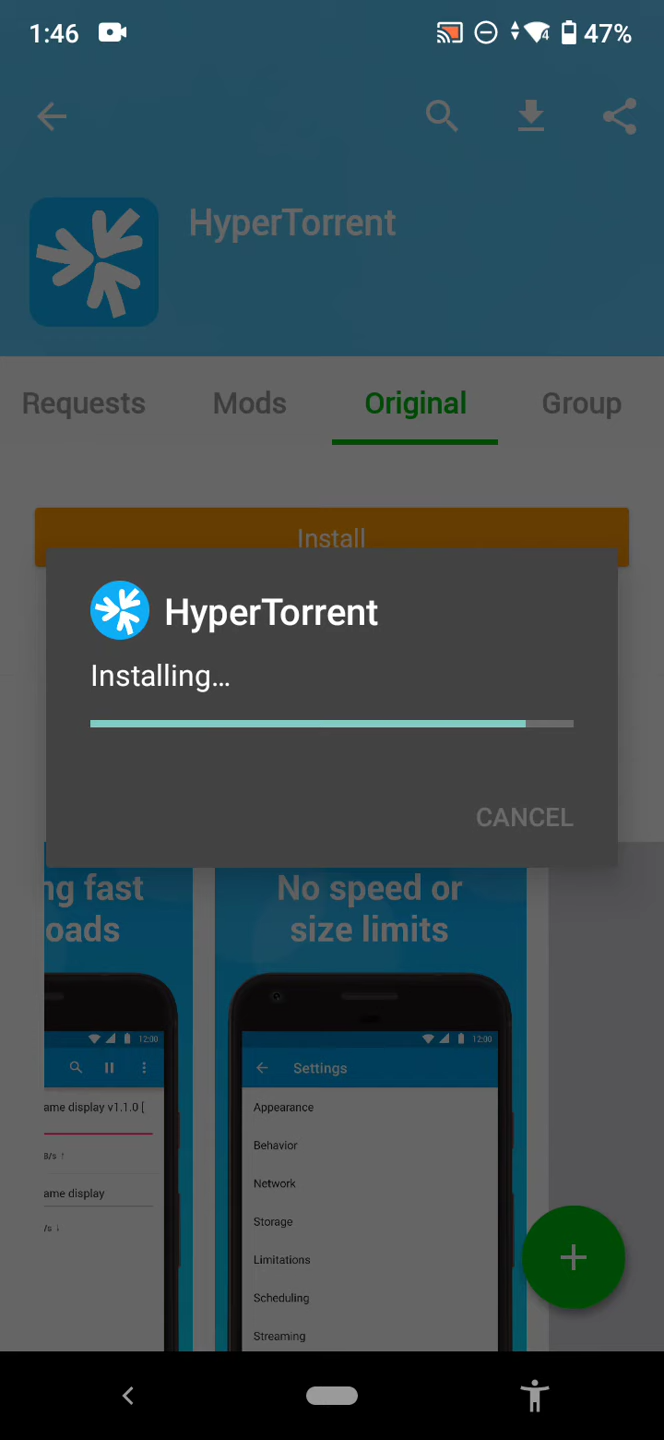 1:46
4
47%
HyperTorrent
Requests
Mods
Original
Group
Install
HyperTorrent
Installing...
CANCEL
ng fast
oads
No speed or
size limits
12:00
12:00
Settings
ame display v1.1.0 [
Appearance
B/s ↑
Behavior
ame display
Network
/s ↓
Storage
Limitations
Scheduling
Streaming